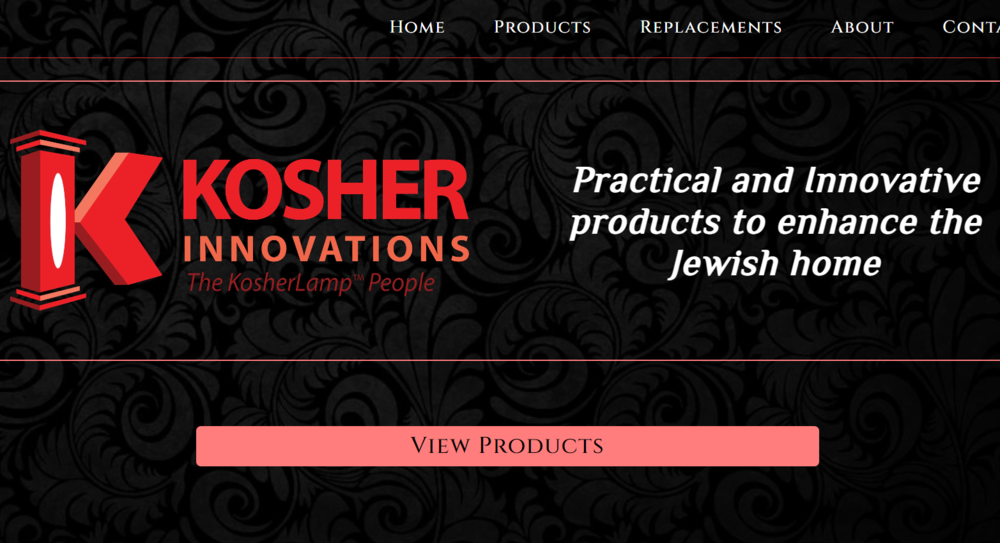 Home Products Replacements About
KOSHER
INNOVATIONS
The KosherLamp™ People
Practical and Innovative
products to enhance the
Jewish home
View Products